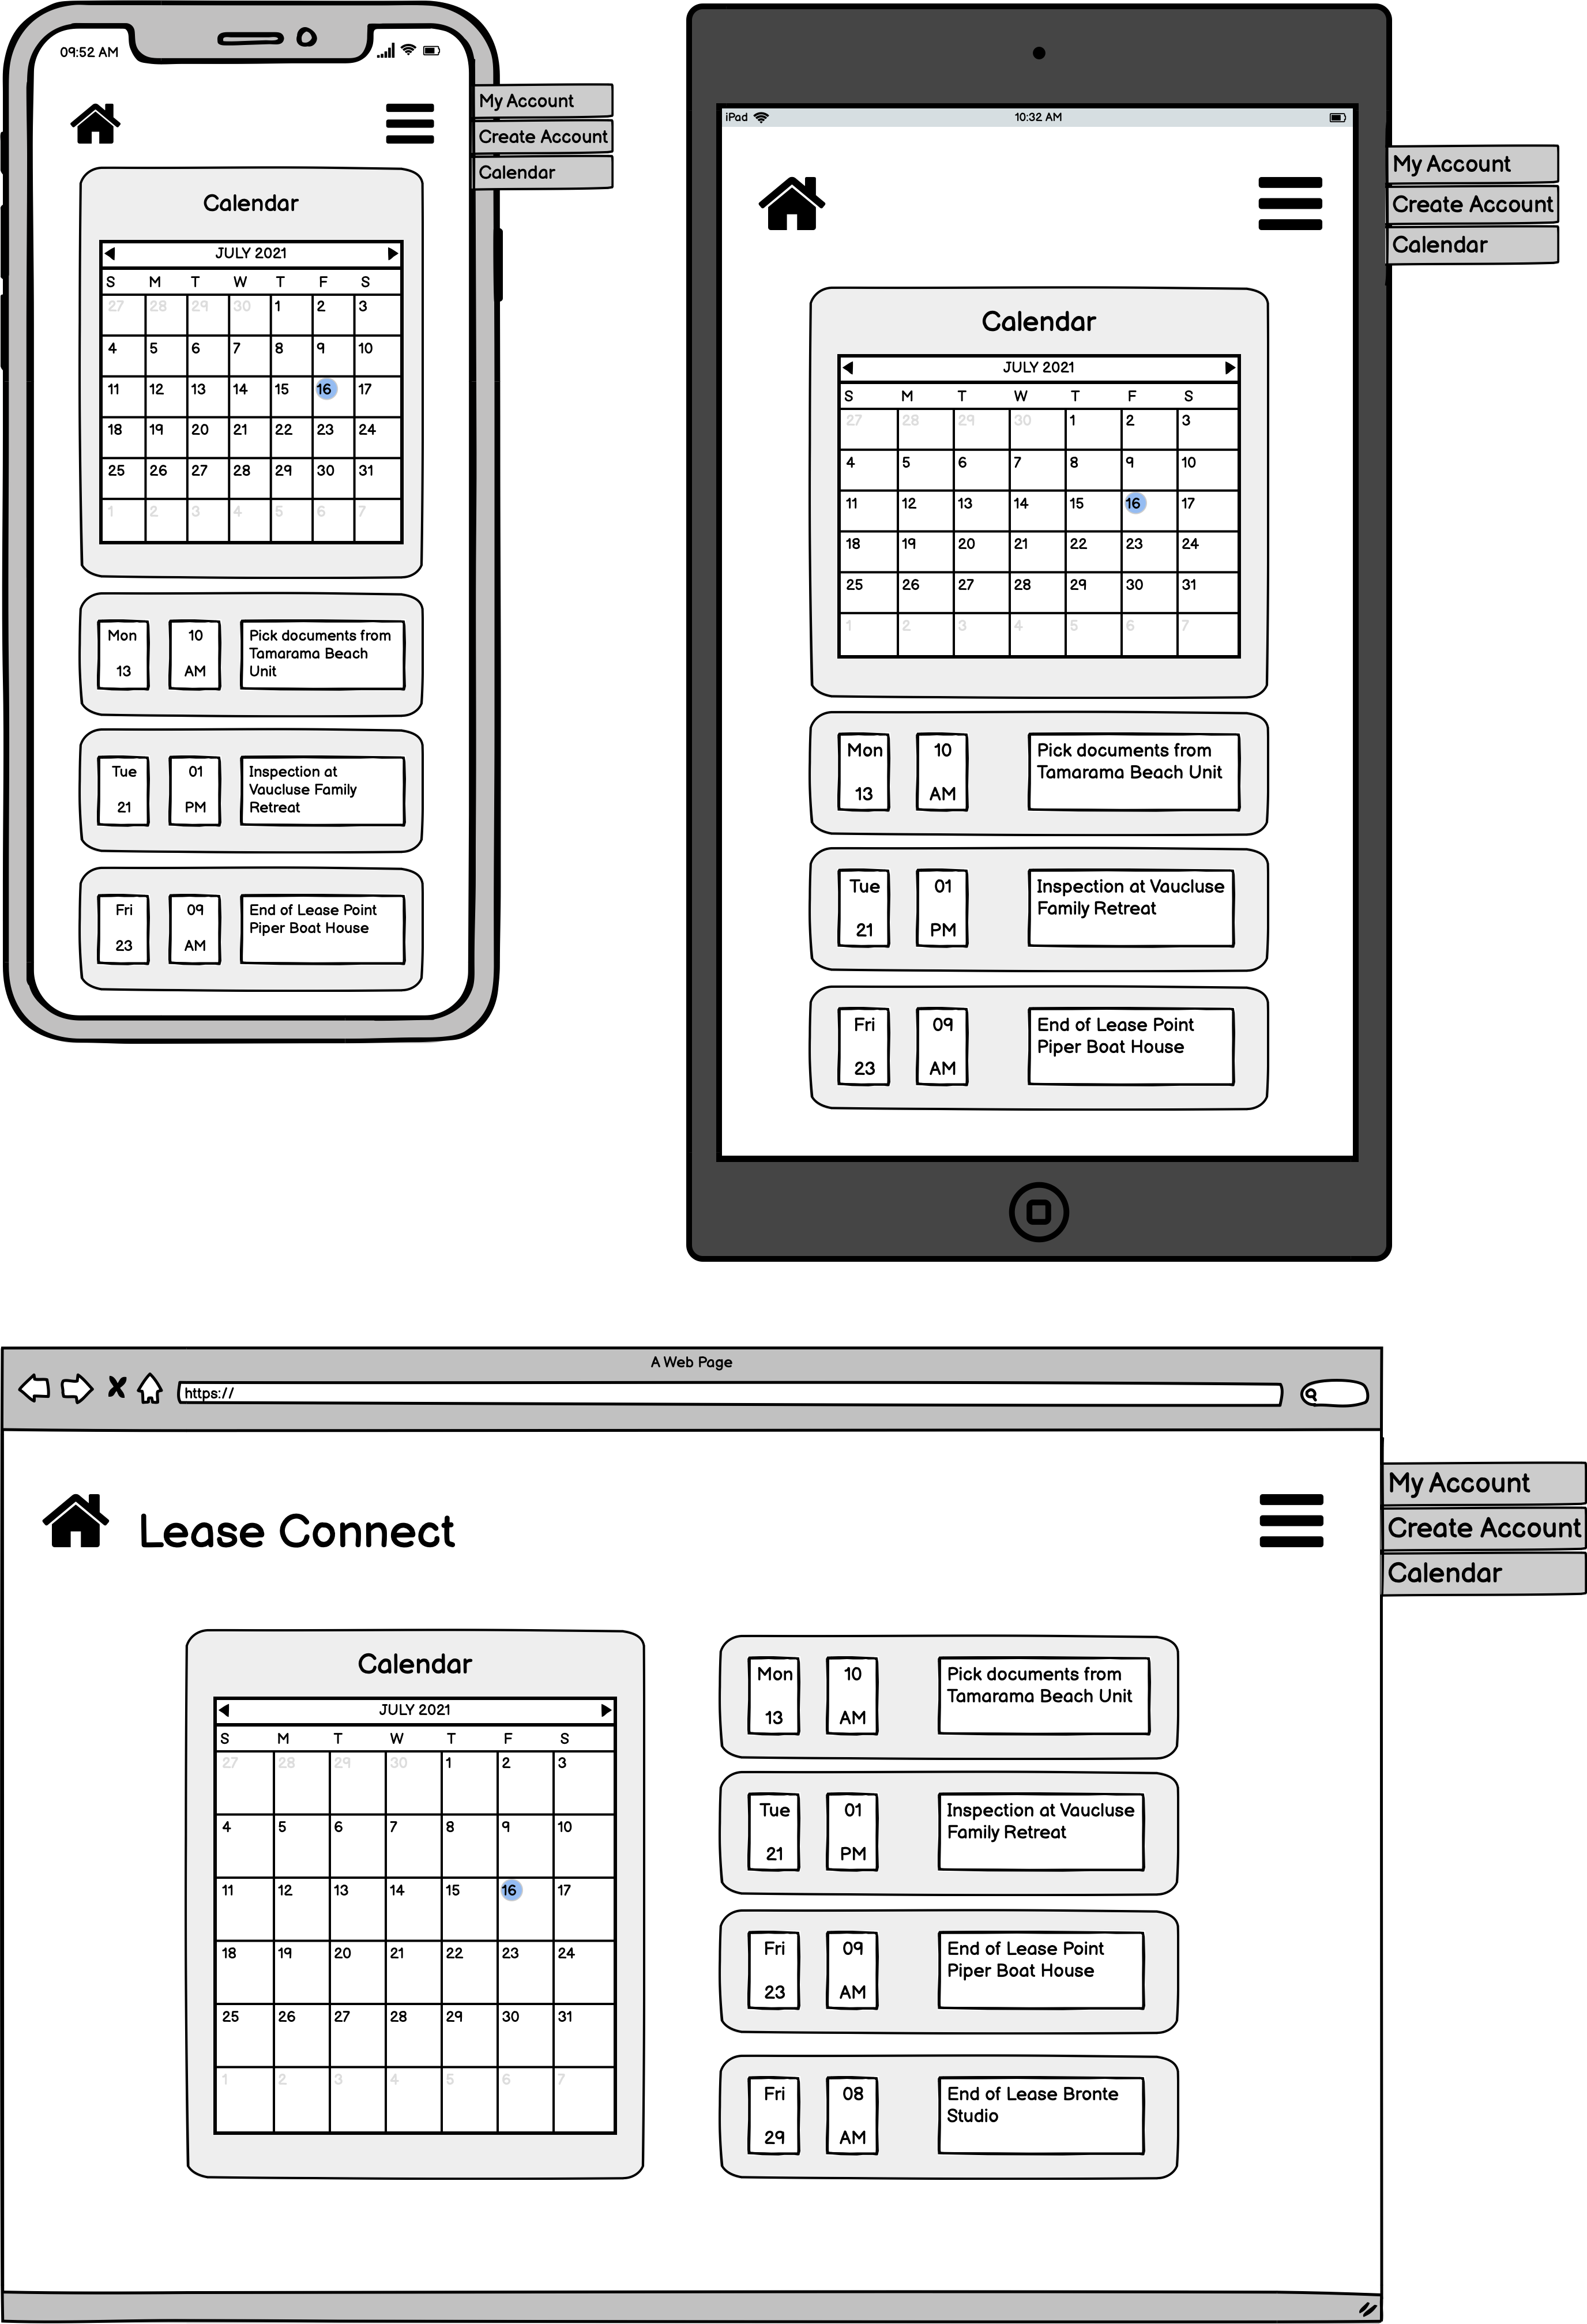 09:52 AM
My Account
Create Account
Calendar
Calendar
JULY 2021
S M T W T F S
27 28 29 30 1 2 3
4 5 6 7 8 9 10
11 12 13 14 15 16 17
18 19 20 21 22 23 24
25 26 27 28 29 30 31
1 2 3 4 5 6 7
Mon
13
10
AM
Pick documents from
Tamarama Beach
Unit
Tue
21
01
PM
Inspection at
Vaucluse Family
Retreat
Fri
23
09
AM
End of Lease Point
Piper Boat House
iPad
10:32 AM
My Account
Create Account
Calendar
Calendar
JULY 2021
S M T W T F S
27 28 29 30 1 2 3
4 5 6 7 8 9 10
11 12 13 14 15 16 17
18 19 20 21 22 23 24
25 26 27 28 29 30 31
1 2 3 4 5 6 7
Mon
13
10
AM
Pick documents from
Tamarama Beach Unit
Tue
21
01
PM
Inspection at Vaucluse
Family Retreat
Fri
23
09
AM
End of Lease Point
Piper Boat House
A Web Page
https://
Lease Connect
My Account
Create Account
Calendar
Calendar
JULY 2021
S M T W T F S
27 28 29 30 1 2 3
4 5 6 7 8 9 10
11 12 13 14 15 16 17
18 19 20 21 22 23 24
25 26 27 28 29 30 31
1 2 3 4 5 6 7
Mon
13
10
AM
Pick documents from
Tamarama Beach Unit
Tue
21
01
PM
Inspection at Vaucluse
Family Retreat
Fri
23
09
AM
End of Lease Point
Piper Boat House
Fri
29
08
AM
End of Lease Bronte
Studio